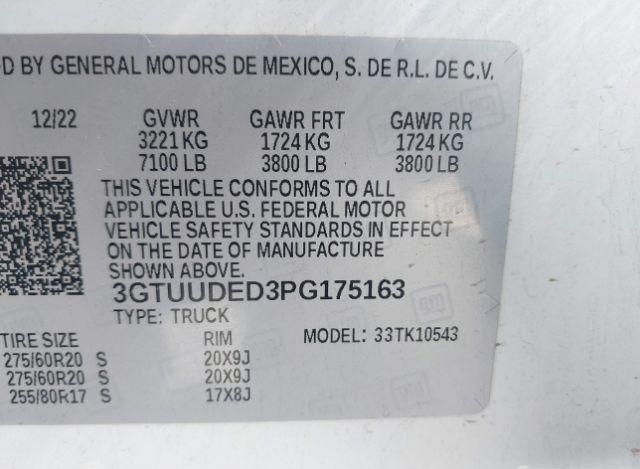 D BY GENERAL MOTORS DE MEXICO, S. DE R.L. DE C.V.
12/22 GVWR GAWR FRT GAWR RR
3221 KG 1724 KG 1724 KG
7100 LB 3800 LB 3800 LB
THIS VEHICLE CONFORMS TO ALL
APPLICABLE U.S. FEDERAL MOTOR
VEHICLE SAFETY STANDARDS IN EFFECT
ON THE DATE OF MANUFACTURE
SHOWN ABOVE.
3GTUUDED3PG175163
TYPE: TRUCK MODEL: 33TK10543
TIRE SIZE RIM
275/60R20 S 20X9J
275/60R20 S 20X9J
255/80R17 S 17X8J